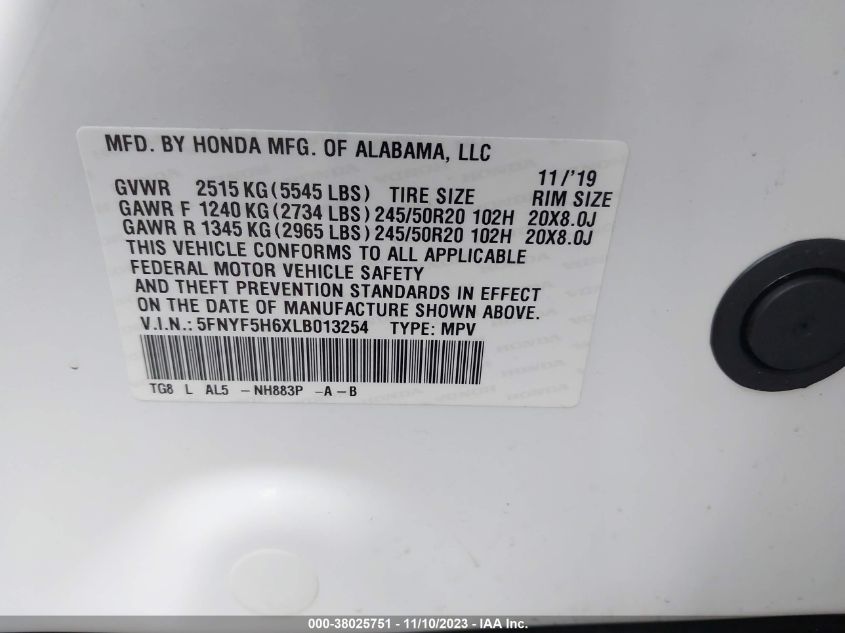 MFD. BY HONDA MFG. OF ALABAMA, LLC
11/'19
GVWR 2515 KG (5545 LBS) TIRE SIZE RIM SIZE
GAWR F 1240 KG (2734 LBS) 245/50R20 102H 20X8.0J
GAWR R 1345 KG (2965 LBS) 245/50R20 102H 20X8.0J
THIS VEHICLE CONFORMS TO ALL APPLICABLE
FEDERAL MOTOR VEHICLE SAFETY
AND THEFT PREVENTION STANDARDS IN EFFECT
ON THE DATE OF MANUFACTURE SHOWN ABOVE.
V.I.N.: 5FNYF5H6XLB013254 TYPE: MPV
TG8 L AL5 - NH883P - A - B
000-38025751 - 11/10/2023 - IAA Inc.